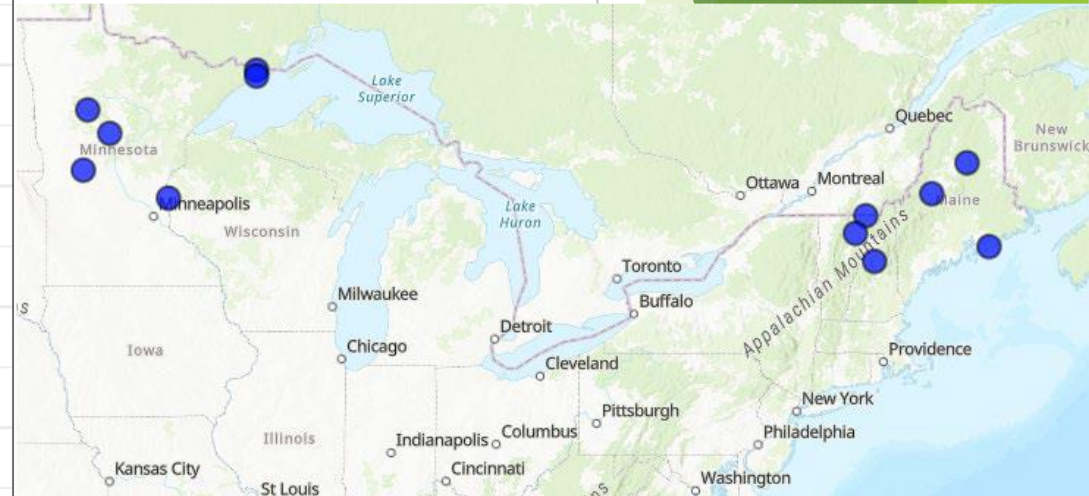 Lake
Superior
Quebec
New
Brunswick
Minnesota
Ottawa
Montreal
Maine
Minneapolis
Lake
Huron
Wisconsin
Appalachian Mountains
Toronto
Milwaukee
Buffalo
S
Detroit
Iowa
Chicago
Providence
Cleveland
New York
Pittsburgh
Illinois
Indianapolis
Columbus
Philadelphia
Kansas City
Cincinnati
Washington
St Louis
os